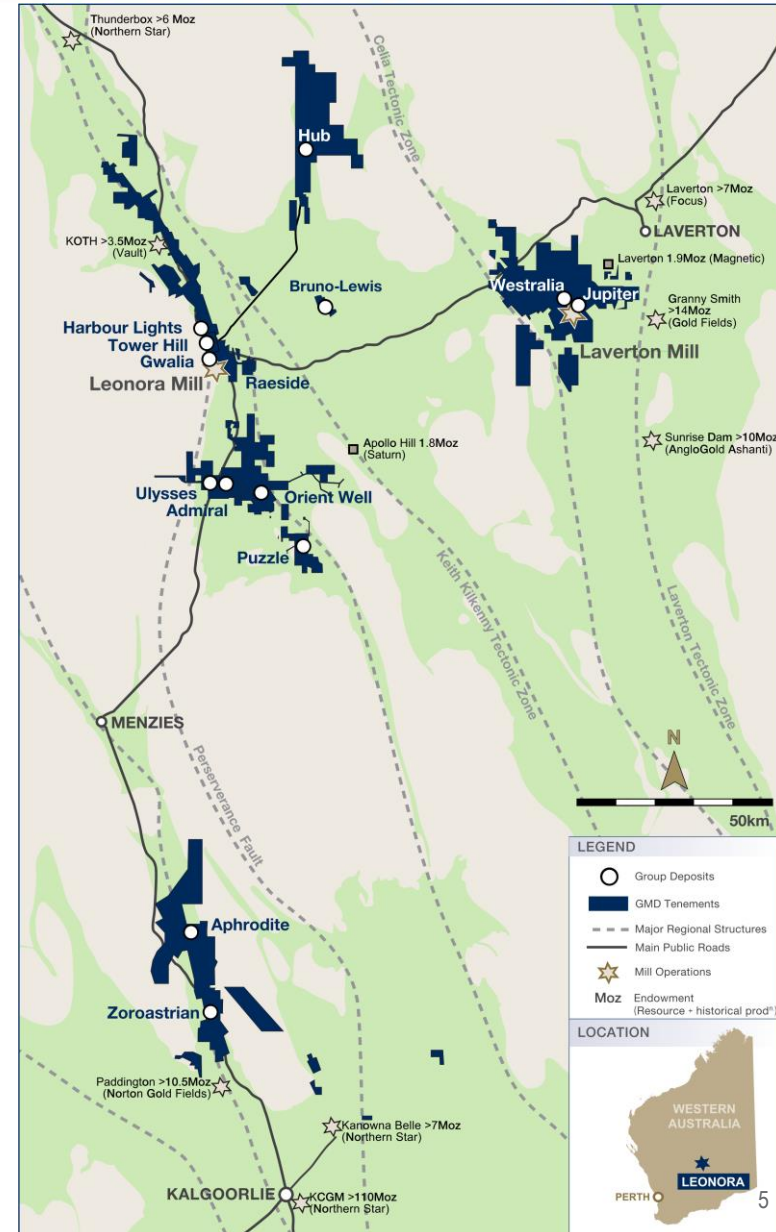 Thunderbox >6 Moz
(Northern Star)
Celia Tectonic Zone
Hub
Laverton >7Moz
(Focus)
LAVERTON
KOTH >3.5Moz
(Vault)
Laverton 1.9Moz (Magnetic)
Westralia
Jupiter
Bruno-Lewis
Granny Smith
>14Moz
(Gold Fields)
Harbour Lights
Tower Hill
Gwalia
Laverton Mill
Leonora Mill
Raeside
Apollo Hill 1.8Moz
(Saturn)
Sunrise Dam >10Moz
(AngloGold Ashanti)
Ulysses
Admiral
Orient Well
Puzzle
Keith Kilkenny Tectonic Zone
Laverton Tectonic Zone
MENZIES
Perserverance Fault
N
50km
LEGEND
Group Deposits
GMD Tenements
Major Regional Structures
Main Public Roads
Mill Operations
Moz Endowment
(Resource + historical prodⁿ)
Aphrodite
Zoroastrian
LOCATION
WESTERN
AUSTRALIA
LEONORA
PERTH
Paddington >10.5Moz
(Norton Gold Fields)
Kanowna Belle >7Moz
(Northern Star)
KALGOORLIE
KCGM >110Moz
(Northern Star)
5